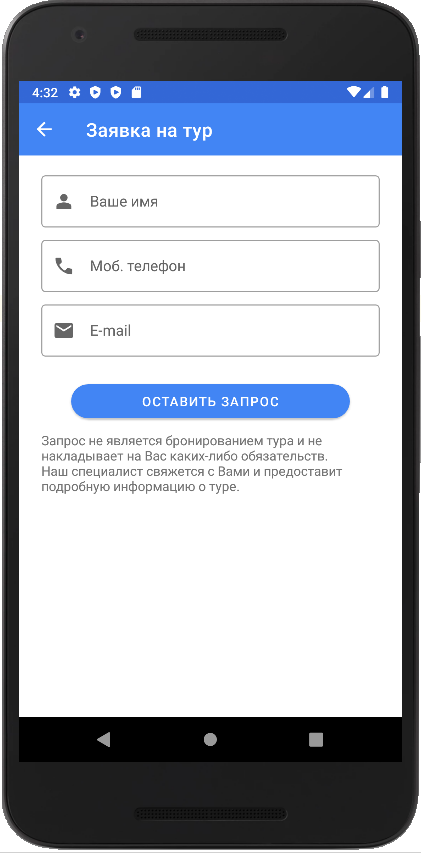 4:32
Заявка на тур
Ваше имя
Моб. телефон
E-mail
ОСТАВИТЬ ЗАПРОС
Запрос не является бронированием тура и не
накладывает на Вас каких-либо обязательств.
Наш специалист свяжется с Вами и предоставит
подробную информацию о туре.